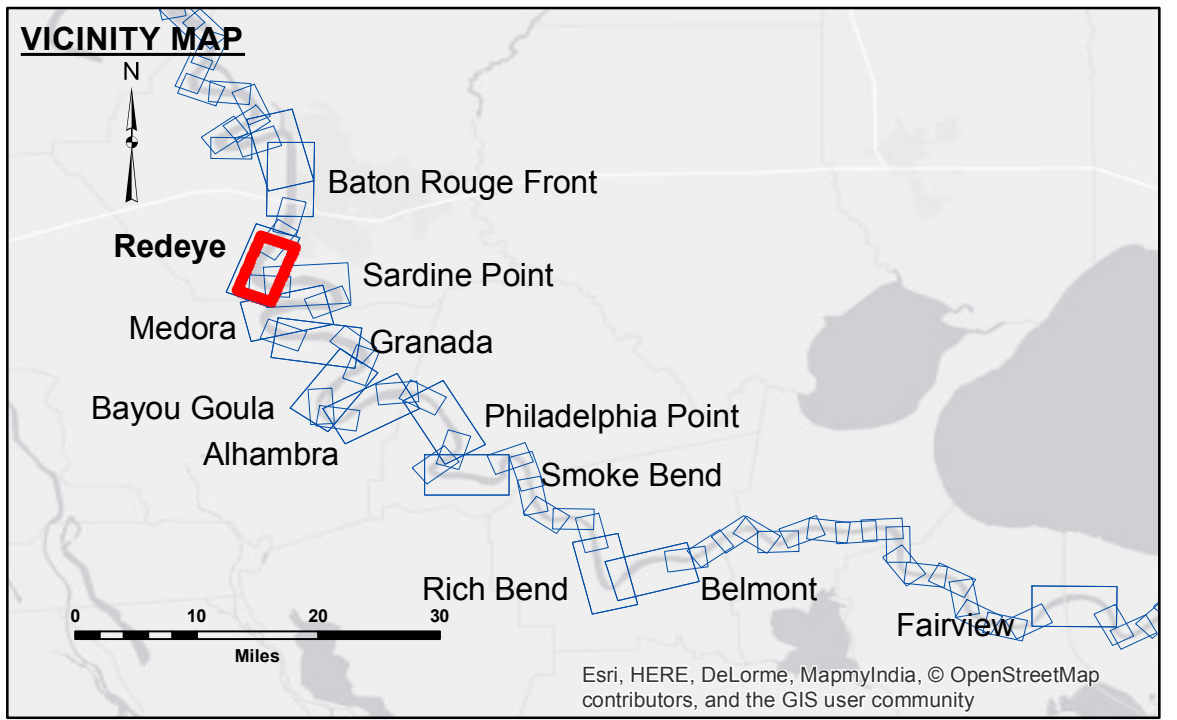 VICINITY MAP
N
Baton Rouge Front
Redeye
Sardine Point
Medora
Granada
Bayou Goula
Philadelphia Point
Alhambra
Smoke Bend
Rich Bend
Belmont
Fairview
0 10 20 30
Miles
Esri, HERE, DeLorme, MapmyIndia, © OpenStreetMap
contributors, and the GIS user community